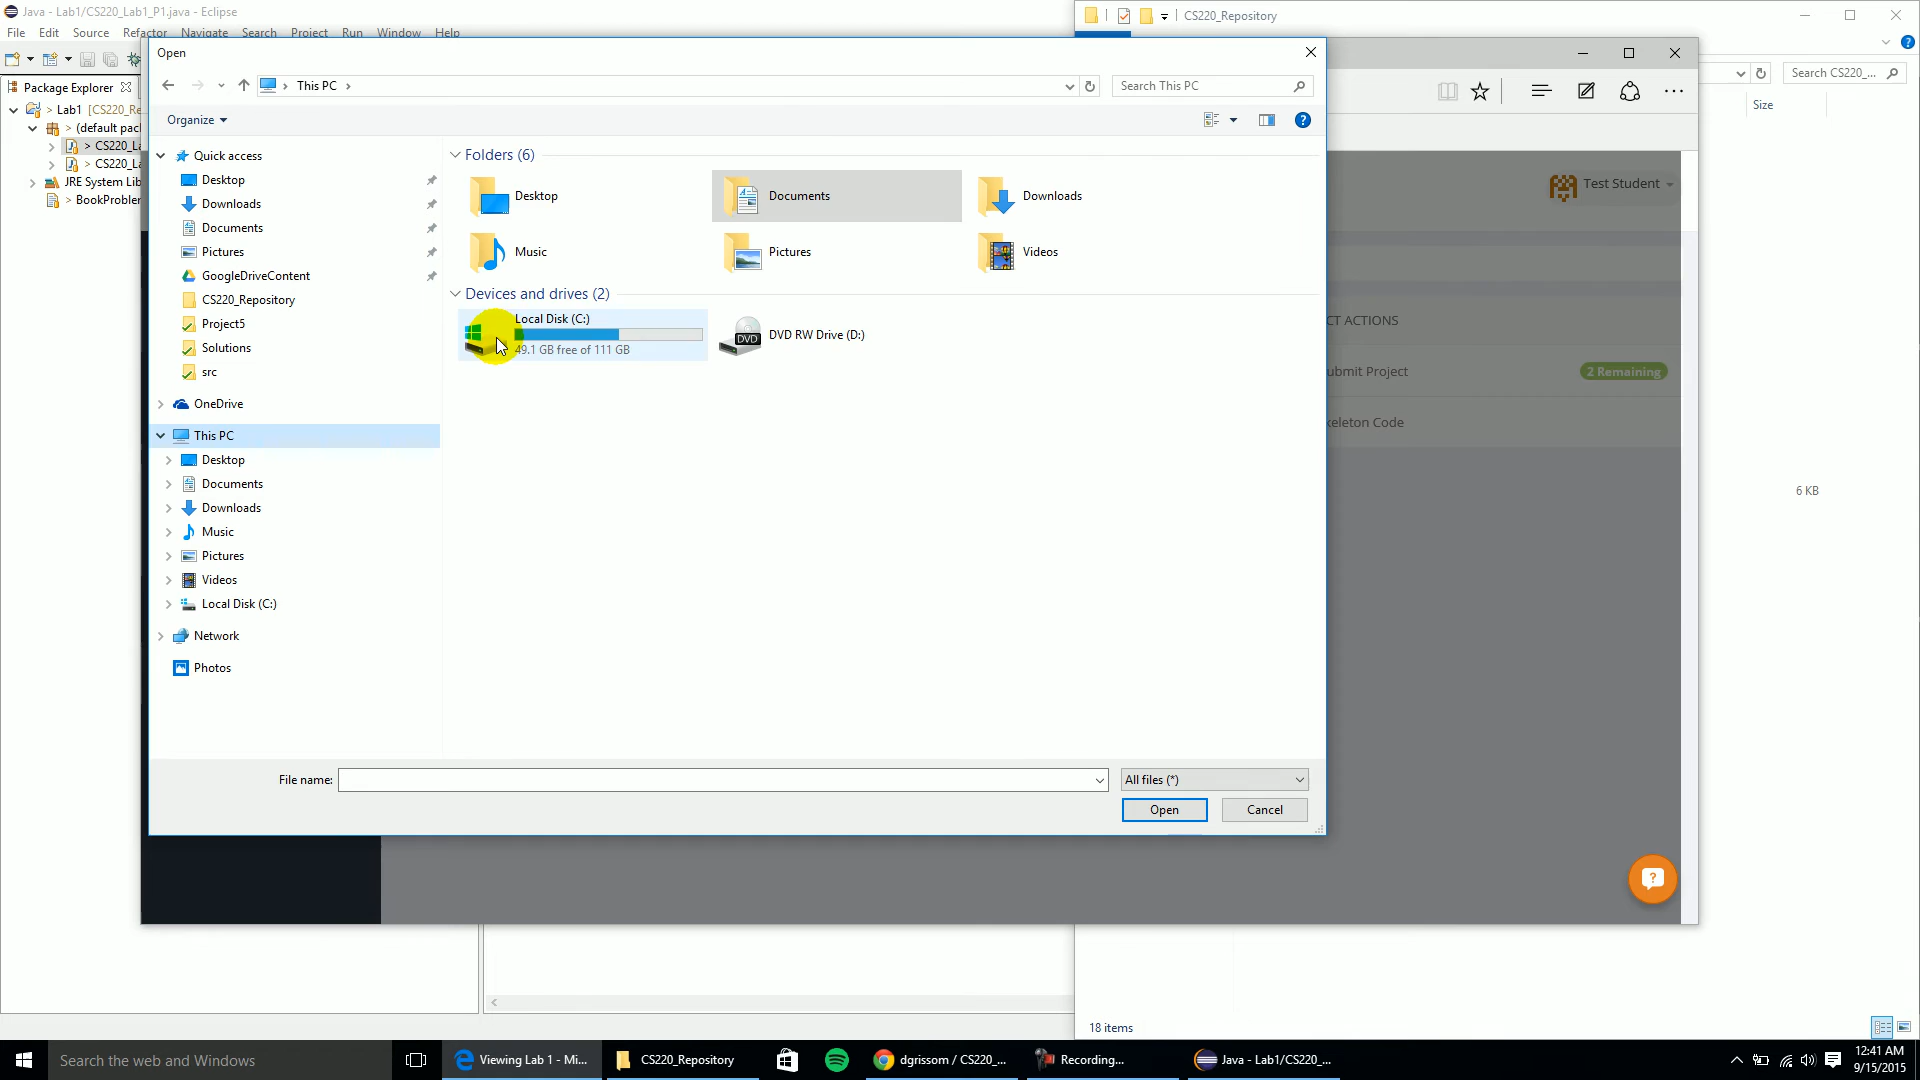 Java - Lab1/CS220_Lab1_P1.java - Eclipse
File Edit Source Refactor Navigate Search Project Run Window Help
Package Explorer
> Lab1 [CS220_Re
> (default pac
> CS220_La
> CS220_La
JRE System Lib
> BookProbler
CS220_Repository
Search CS220_...
Size
6 KB
18 items
Open
This PC
Search This PC
Organize
Quick access
Desktop
Downloads
Documents
Pictures
GoogleDriveContent
CS220_Repository
Project5
Solutions
src
OneDrive
This PC
Desktop
Documents
Downloads
Music
Pictures
Videos
Local Disk (C:)
Network
Photos
Folders (6)
Desktop
Documents
Downloads
Music
Pictures
Videos
Devices and drives (2)
Local Disk (C:)
49.1 GB free of 111 GB
DVD
DVD RW Drive (D:)
File name:
All files (*)
Open
Cancel
Test Student
CT ACTIONS
ubmit Project
2 Remaining
keleton Code
Search the web and Windows
Viewing Lab 1 - Mi...
CS220_Repository
dgrissom / CS220_...
Recording...
Java - Lab1/CS220_...
12:41 AM
9/15/2015